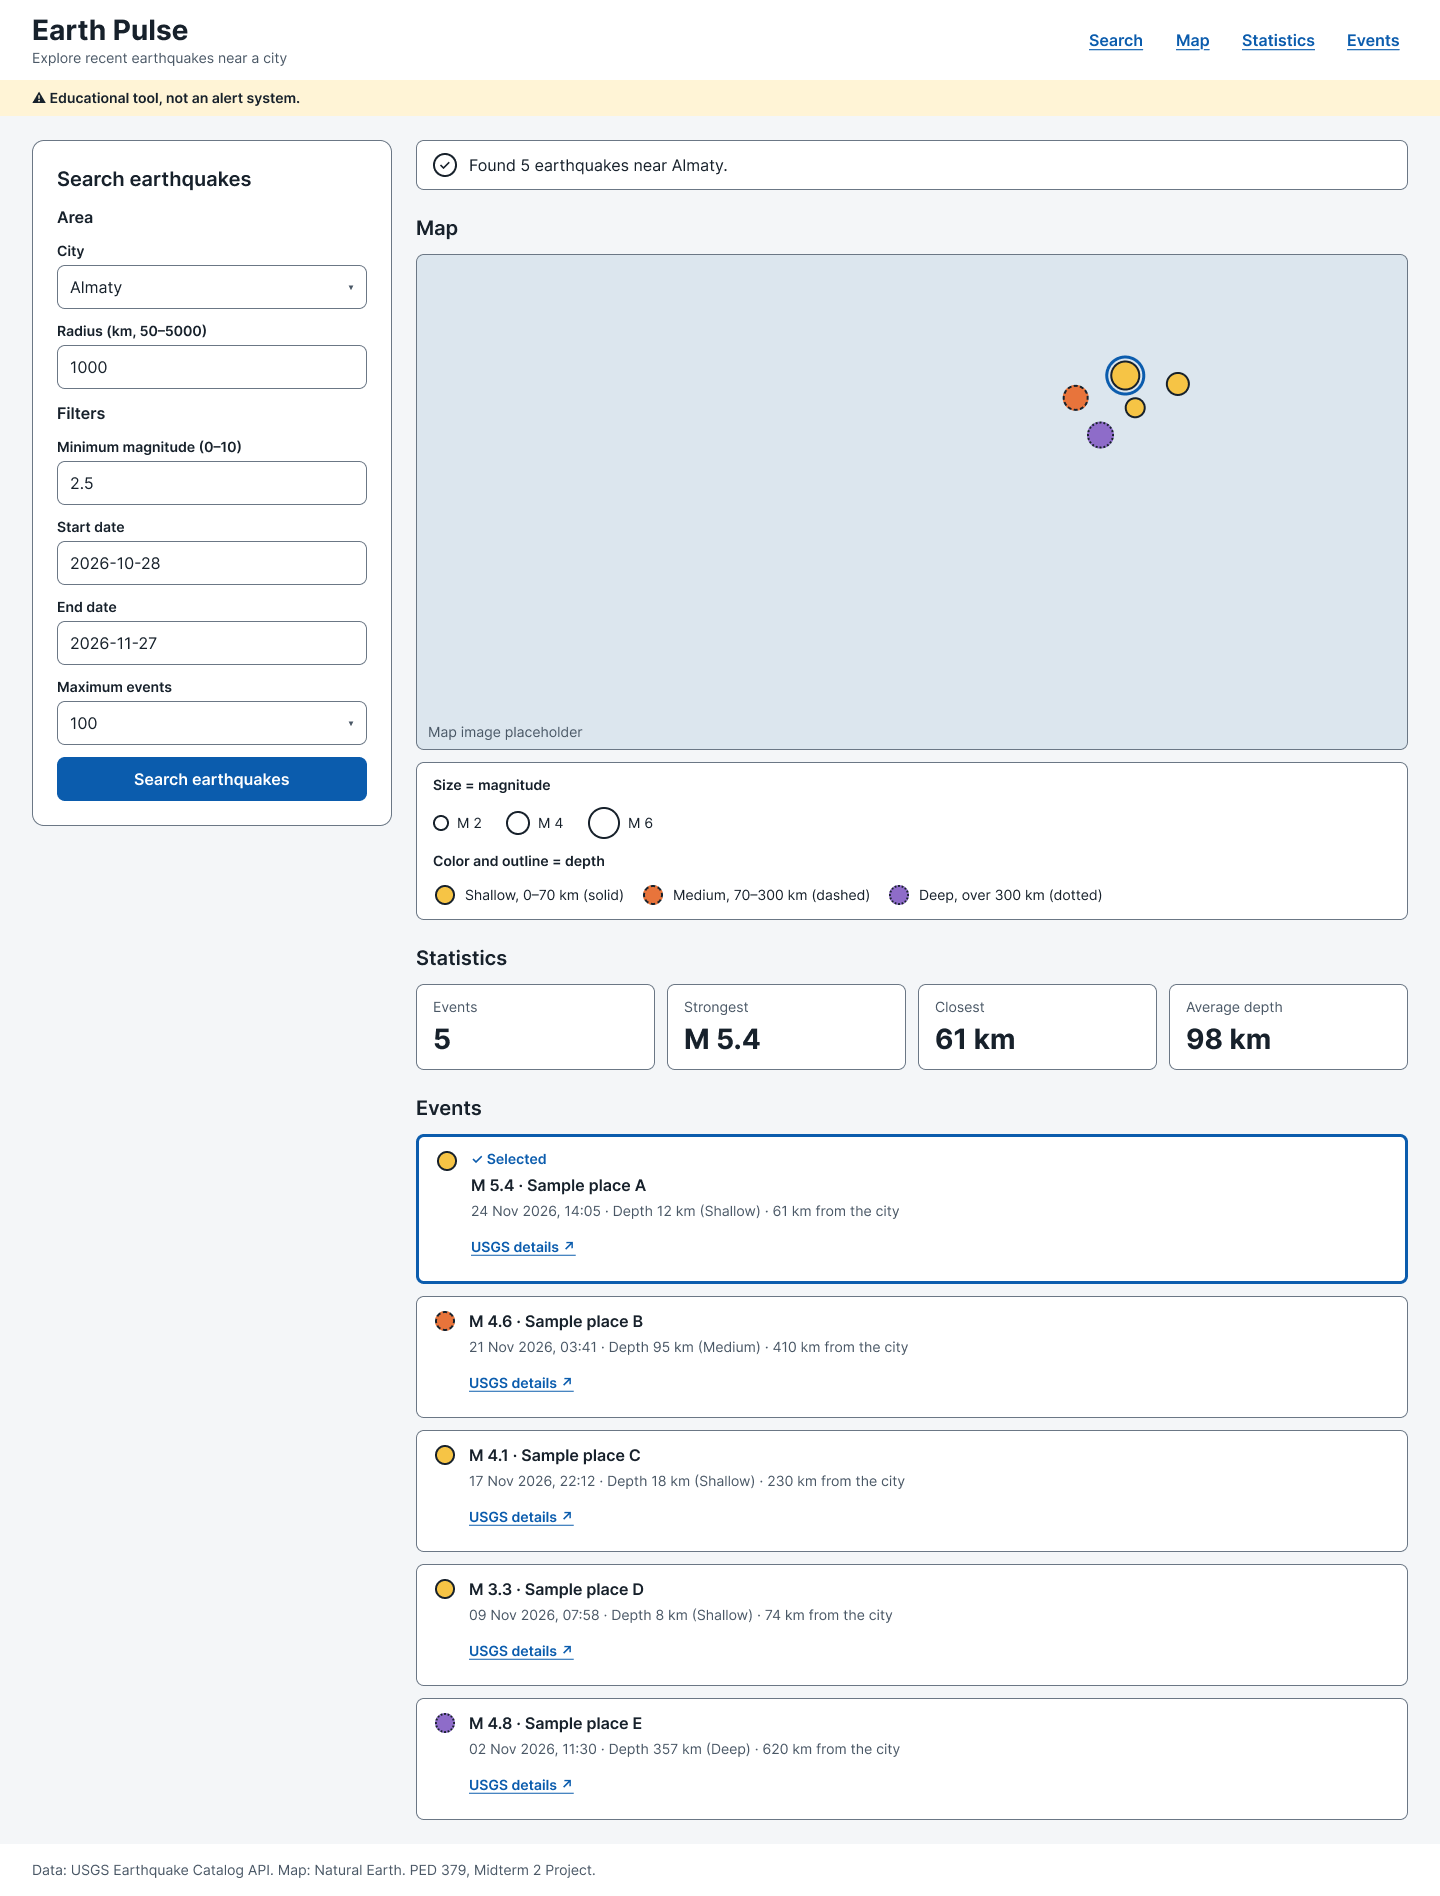 Earth Pulse
Explore recent earthquakes near a city
Search Map Statistics Events
⚠ Educational tool, not an alert system.
Search earthquakes
Area
City
Almaty
Radius (km, 50–5000)
1000
Filters
Minimum magnitude (0–10)
2.5
Start date
2026-10-28
End date
2026-11-27
Maximum events
100
Search earthquakes
Found 5 earthquakes near Almaty.
Map
Map image placeholder
Size = magnitude
M 2 M 4 M 6
Color and outline = depth
Shallow, 0–70 km (solid) Medium, 70–300 km (dashed) Deep, over 300 km (dotted)
Statistics
Events
5
Strongest
M 5.4
Closest
61 km
Average depth
98 km
Events
✓ Selected
M 5.4 · Sample place A
24 Nov 2026, 14:05 · Depth 12 km (Shallow) · 61 km from the city
USGS details ↗
M 4.6 · Sample place B
21 Nov 2026, 03:41 · Depth 95 km (Medium) · 410 km from the city
USGS details ↗
M 4.1 · Sample place C
17 Nov 2026, 22:12 · Depth 18 km (Shallow) · 230 km from the city
USGS details ↗
M 3.3 · Sample place D
09 Nov 2026, 07:58 · Depth 8 km (Shallow) · 74 km from the city
USGS details ↗
M 4.8 · Sample place E
02 Nov 2026, 11:30 · Depth 357 km (Deep) · 620 km from the city
USGS details ↗
Data: USGS Earthquake Catalog API. Map: Natural Earth. PED 379, Midterm 2 Project.